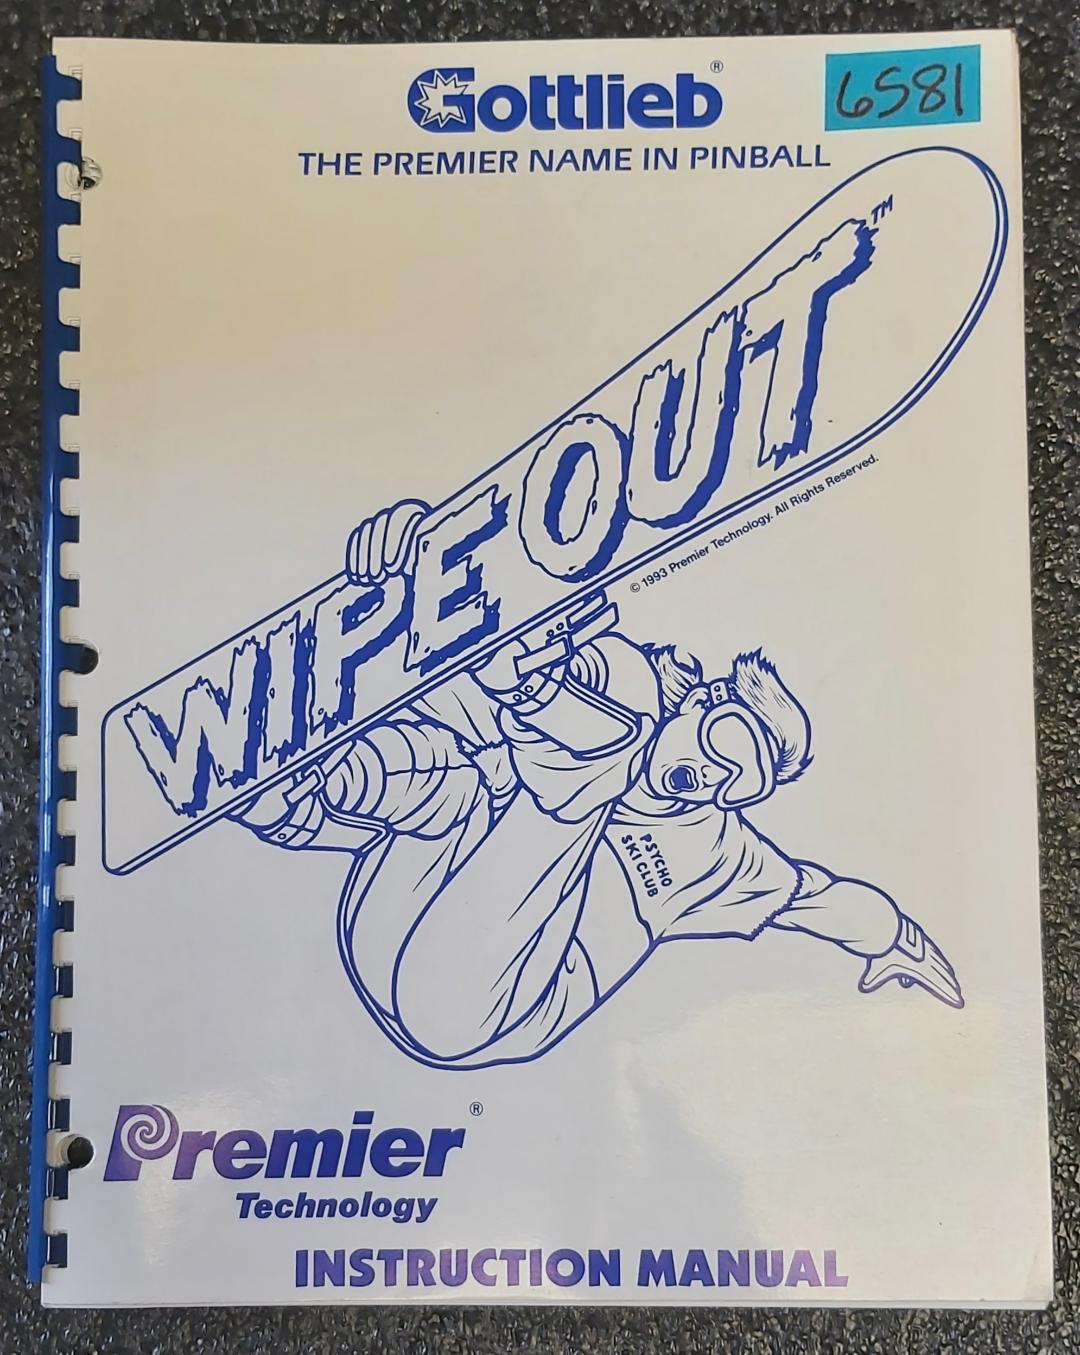 Gottlieb®
6581
THE PREMIER NAME IN PINBALL
WIPE OUT™
© 1993 Premier Technology. All Rights Reserved.
PSYCHO
SKI CLUB
Premier®
Technology
INSTRUCTION MANUAL